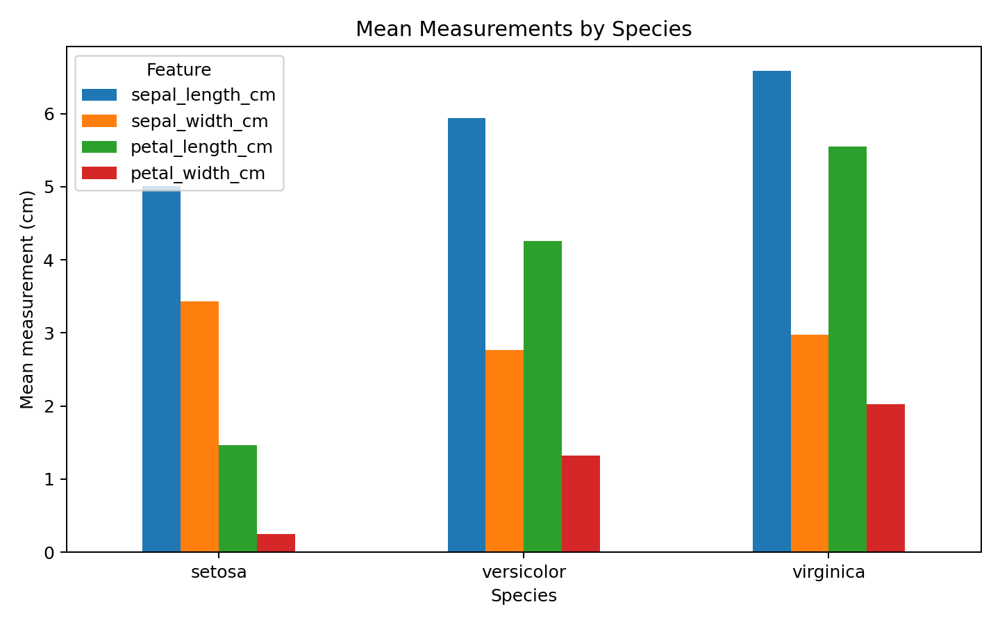 Mean Measurements by Species
Feature
sepal_length_cm
sepal_width_cm
petal_length_cm
petal_width_cm
Mean measurement (cm)
6
5
4
3
2
1
0
setosa versicolor virginica
Species